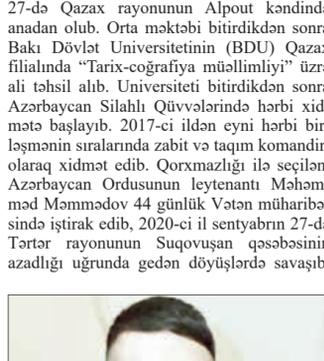 27-də Qazax rayonunun Alpout kəndində
anadan olub. Orta məktəbi bitirdikdən sonra
Bakı Dövlət Universitetinin (BDU) Qazax
filialında “Tarix-coğrafiya müəllimliyi” üzrə
ali təhsil alıb. Universiteti bitirdikdən sonra
Azərbaycan Silahlı Qüvvələrində hərbi xid-
mətə başlayıb. 2017-ci ildən eyni hərbi bir-
ləşmənin sıralarında zabit və taqım komandiri
olaraq xidmət edib. Qorxmazlığı ilə seçilən
Azərbaycan Ordusunun leytenantı Məhəm-
məd Məmmədov 44 günlük Vətən müharibə-
sində iştirak edib, 2020-ci il sentyabrın 27-də
Tərtər rayonunun Suqovuşan qəsəbəsinin
azadlığı uğrunda gedən döyüşlərdə savaşıb.